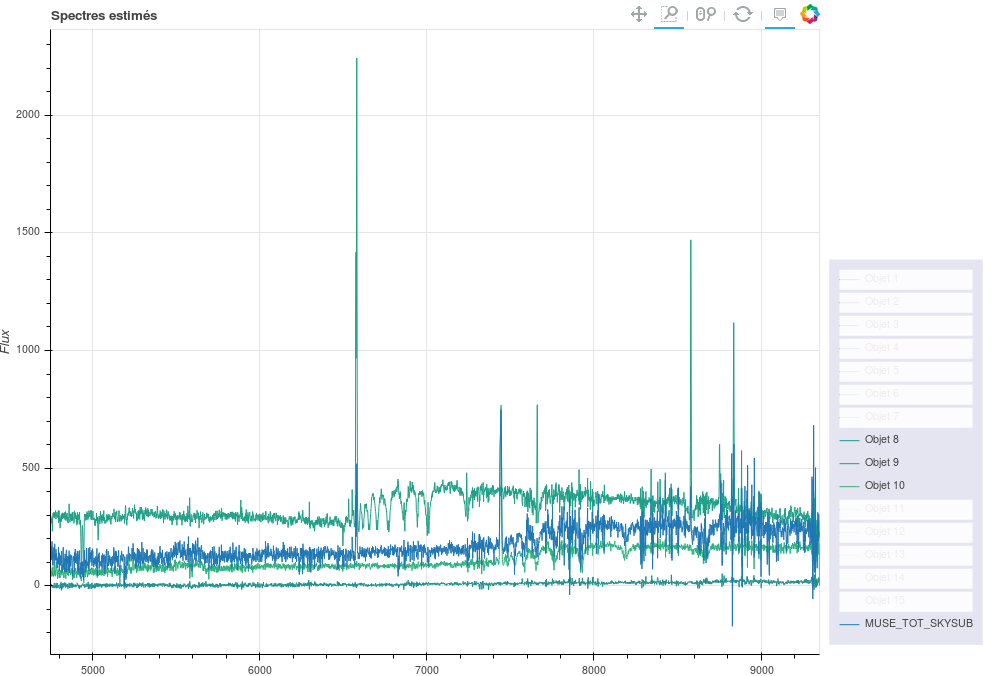 Spectres estimés
2000
1500
1000
500
0
Flux
5000
6000
7000
8000
9000
Objet 1
Objet 2
Objet 3
Objet 4
Objet 5
Objet 6
Objet 7
Objet 8
Objet 9
Objet 10
Objet 11
Objet 12
Objet 13
Objet 14
Objet 15
MUSE_TOT_SKYSUB